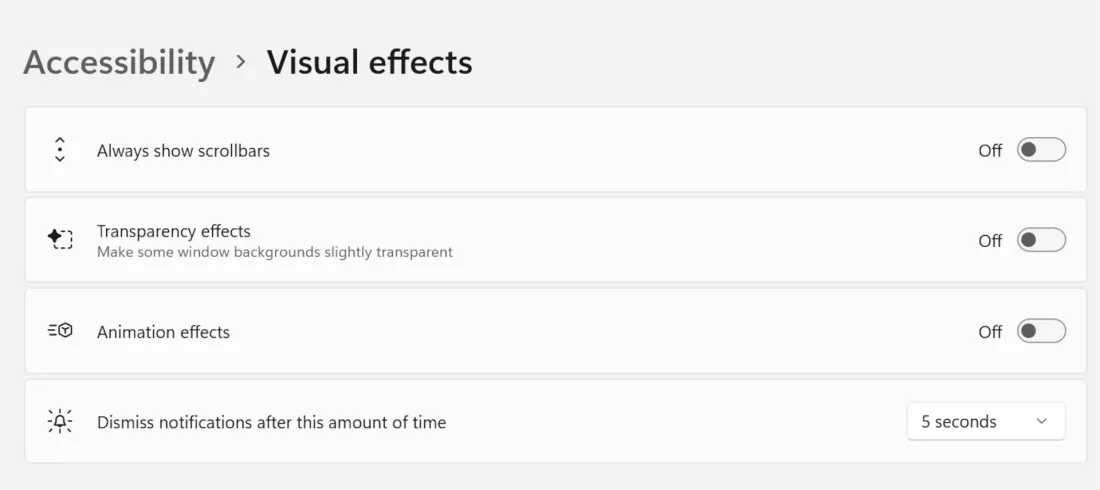 Accessibility > Visual effects
Always show scrollbars
Off
Transparency effects
Make some window backgrounds slightly transparent
Off
Animation effects
Off
Dismiss notifications after this amount of time
5 seconds